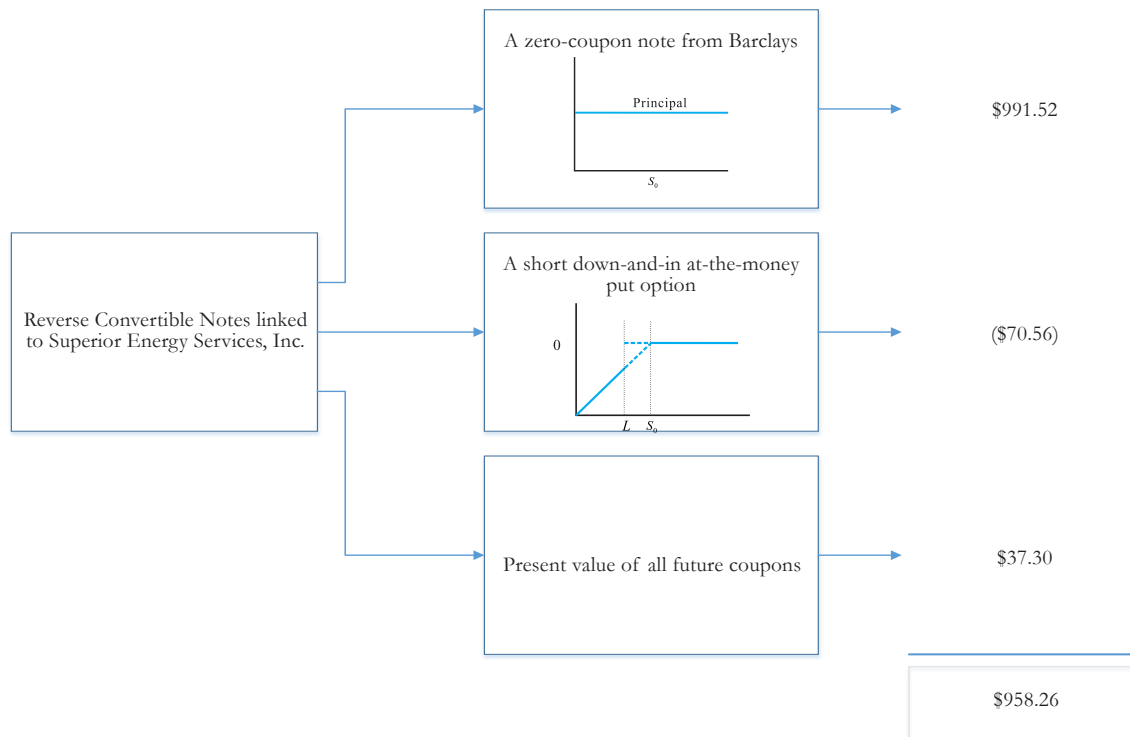 Reverse Convertible Notes linked
to Superior Energy Services, Inc.
A zero-coupon note from Barclays
Principal
S₀
$991.52
A short down-and-in at-the-money
put option
0
L S₀
($70.56)
Present value of all future coupons
$37.30
$958.26